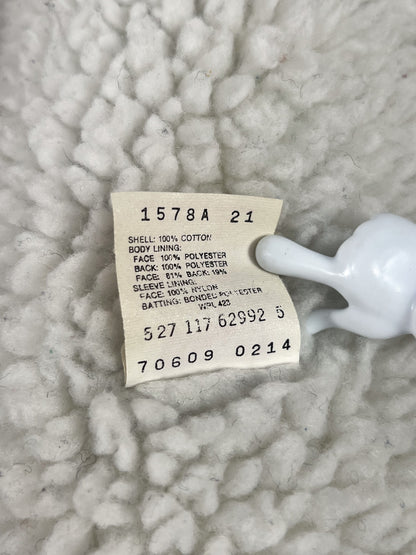 1578A 21
SHELL: 100% COTTON
BODY LINING:
FACE 100% POLYESTER
BACK: 100% POLYESTER
FACE: 81% BACK: 19%
SLEEVE LINING:
FACE: 100% NYLON
BATTING: BONDED POLYESTER
WPL 423
527 117 62992 5
70609 0214